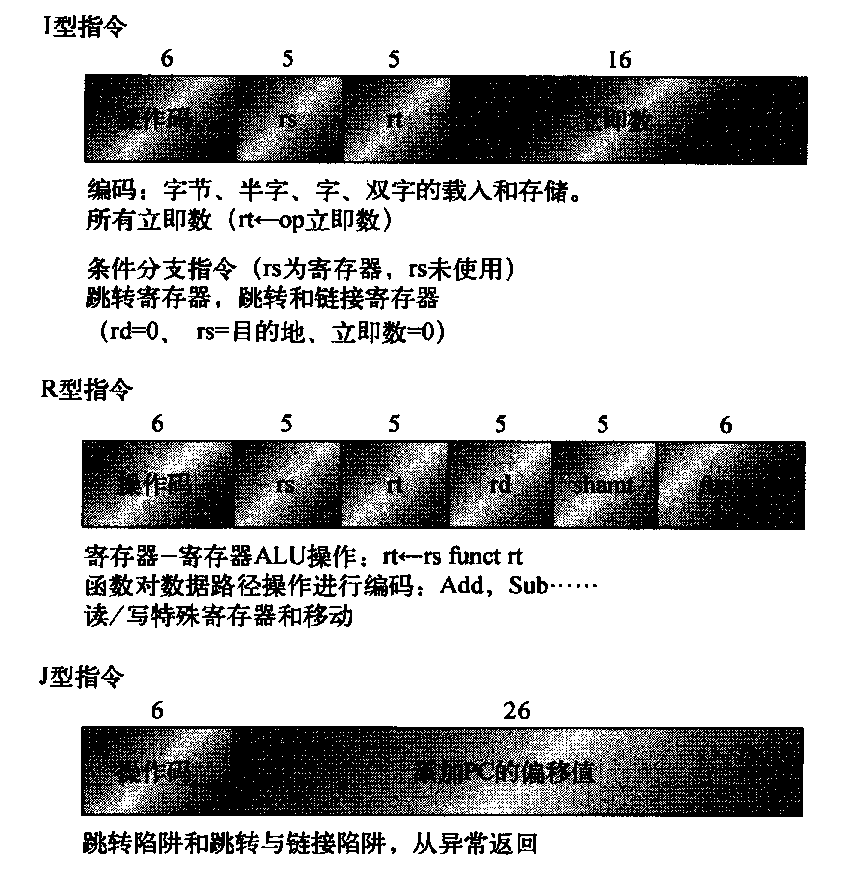 I型指令
6 5 5 16
操作码 rs rt 立即数
编码：字节、半字、字、双字的载入和存储。
所有立即数（rt←op立即数）
条件分支指令（rs为寄存器，rs未使用）
跳转寄存器，跳转和链接寄存器
（rd=0、 rs=目的地、立即数=0）
R型指令
6 5 5 5 5 6
操作码 rs rt rd shamt
寄存器−寄存器ALU操作：rt←rs funct rt
函数对数据路径操作进行编码：Add，Sub……
读/写特殊寄存器和移动
J型指令
6 26
操作码 添加PC的偏移值
跳转陷阱和跳转与链接陷阱，从异常返回